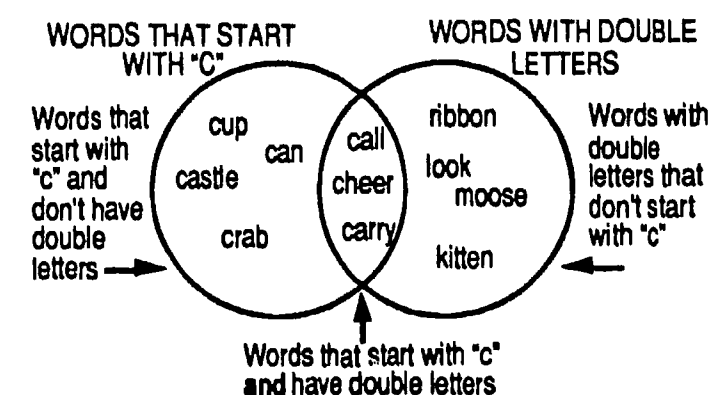 WORDS THAT START
WITH "C"
WORDS WITH DOUBLE
LETTERS
Words that
start with
"c" and
don't have
double
letters
cup
can
castle
crab
call
cheer
carry
ribbon
look
moose
kitten
Words with
double
letters that
don't start
with "c"
Words that start with "c"
and have double letters